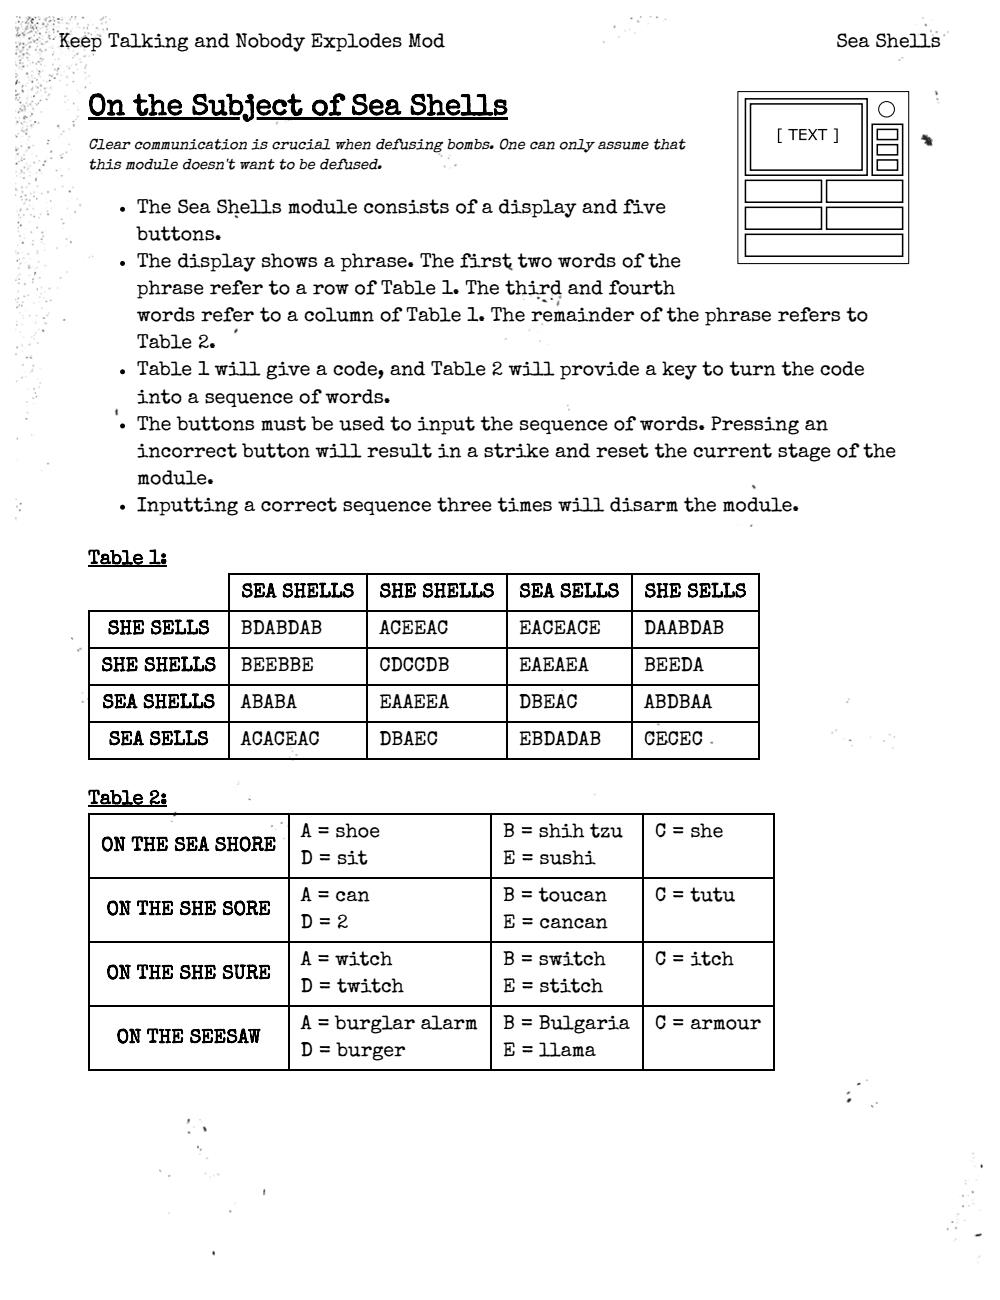 Keep Talking and Nobody Explodes Mod Sea Shells
On the Subject of Sea Shells
Clear communication is crucial when defusing bombs. One can only assume that
this module doesn't want to be defused.
[ TEXT ]
• The Sea Shells module consists of a display and five
buttons.
• The display shows a phrase. The first two words of the
phrase refer to a row of Table 1. The third and fourth
words refer to a column of Table 1. The remainder of the phrase refers to
Table 2.
• Table 1 will give a code, and Table 2 will provide a key to turn the code
into a sequence of words.
• The buttons must be used to input the sequence of words. Pressing an
incorrect button will result in a strike and reset the current stage of the
module.
• Inputting a correct sequence three times will disarm the module.
Table 1:
SEA SHELLS SHE SHELLS SEA SELLS SHE SELLS
SHE SELLS BDABDAB ACEEAC EACEACE DAABDAB
SHE SHELLS BEEBBE CDCCDB EAEAEA BEEDA
SEA SHELLS ABABA EAAEEA DBEAC ABDBAA
SEA SELLS ACACEAC DBAEC EBDADAB CECEC
Table 2:
ON THE SEA SHORE A = shoe B = shih tzu C = she
D = sit E = sushi
ON THE SHE SORE A = can B = toucan C = tutu
D = 2 E = cancan
ON THE SHE SURE A = witch B = switch C = itch
D = twitch E = stitch
ON THE SEESAW A = burglar alarm B = Bulgaria C = armour
D = burger E = llama